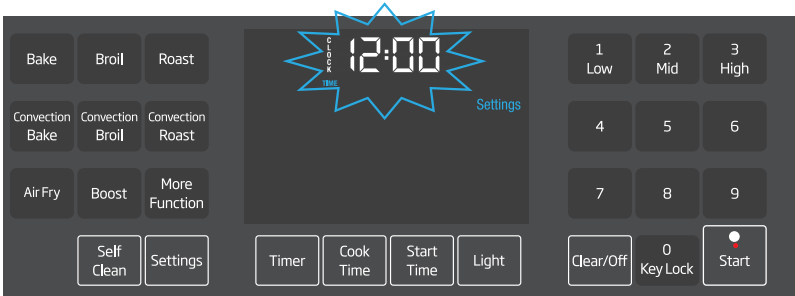 CLOCK
12:00
TIME
Settings
Bake
Broil
Roast
Convection
Bake
Convection
Broil
Convection
Roast
Air Fry
Boost
More
Function
Self
Clean
Settings
Timer
Cook
Time
Start
Time
Light
1
Low
2
Mid
3
High
4
5
6
7
8
9
Clear/Off
0
Key Lock
Start